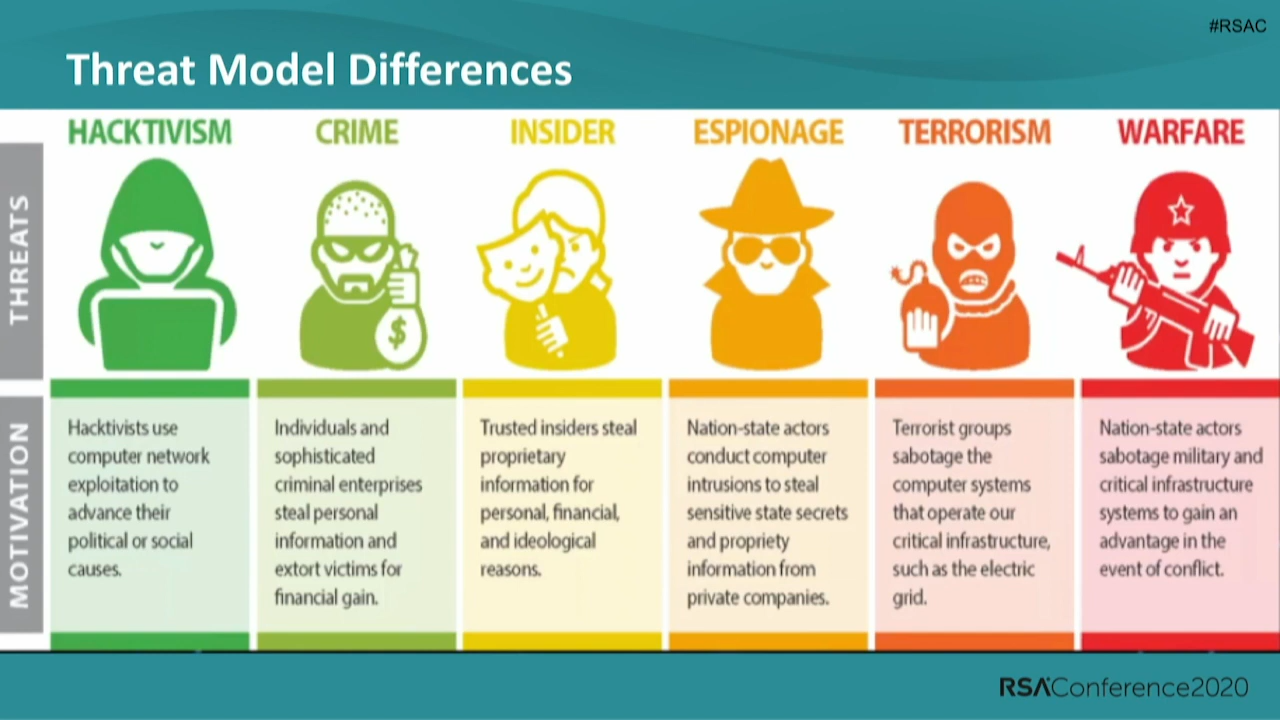 #RSAC
Threat Model Differences
HACKTIVISM
CRIME
INSIDER
ESPIONAGE
TERRORISM
WARFARE
THREATS
$
MOTIVATION
Hacktivists use
computer network
exploitation to
advance their
political or social
causes.
Individuals and
sophisticated
criminal enterprises
steal personal
information and
extort victims for
financial gain.
Trusted insiders steal
proprietary
information for
personal, financial,
and ideological
reasons.
Nation-state actors
conduct computer
intrusions to steal
sensitive state secrets
and propriety
information from
private companies.
Terrorist groups
sabotage the
computer systems
that operate our
critical infrastructure,
such as the electric
grid.
Nation-state actors
sabotage military and
critical infrastructure
systems to gain an
advantage in the
event of conflict.
RSAConference2020